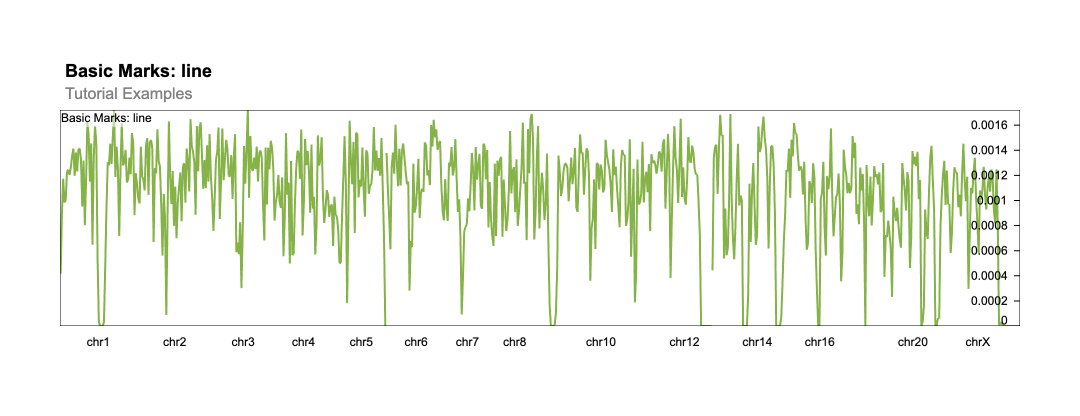 Basic Marks: line
Tutorial Examples
Basic Marks: line
0.0016
0.0014
0.0012
0.001
0.0008
0.0006
0.0004
0.0002
0
chr1 chr2 chr3 chr4 chr5 chr6 chr7 chr8 chr10 chr12 chr14 chr16 chr20 chrX